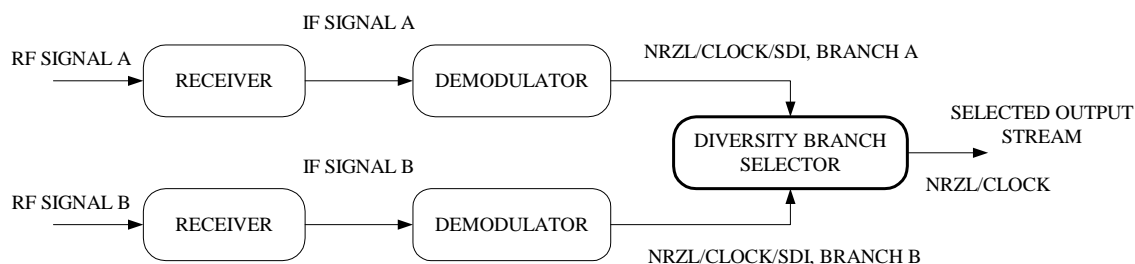 IF SIGNAL A
RF SIGNAL A
RECEIVER
DEMODULATOR
NRZL/CLOCK/SDI, BRANCH A
DIVERSITY BRANCH
SELECTOR
SELECTED OUTPUT
STREAM
NRZL/CLOCK
IF SIGNAL B
RF SIGNAL B
RECEIVER
DEMODULATOR
NRZL/CLOCK/SDI, BRANCH B